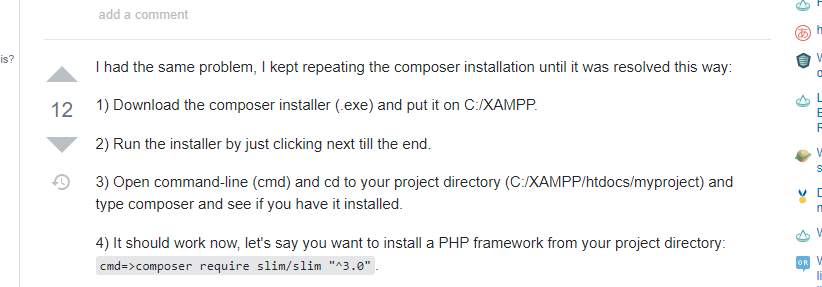 add a comment
is?
I had the same problem, I kept repeating the composer installation until it was resolved this way:
12
1) Download the composer installer (.exe) and put it on C:/XAMPP.
2) Run the installer by just clicking next till the end.
3) Open command-line (cmd) and cd to your project directory (C:/XAMPP/htdocs/myproject) and
type composer and see if you have it installed.
4) It should work now, let's say you want to install a PHP framework from your project directory:
cmd=>composer require slim/slim "^3.0".